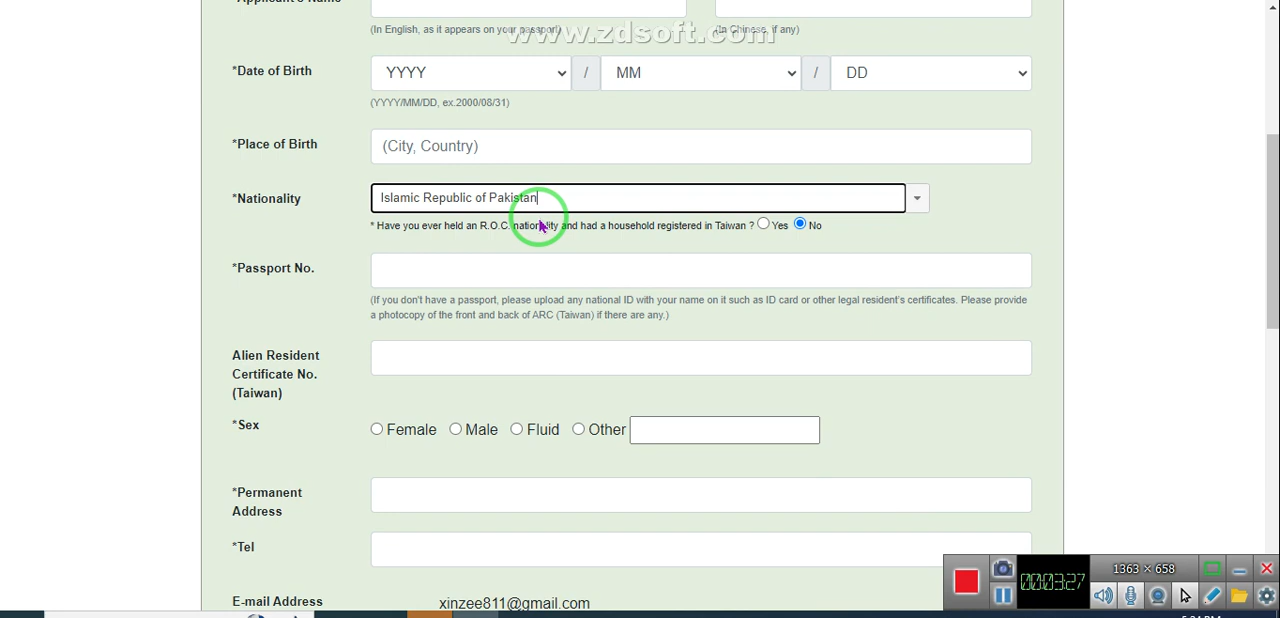 (In English, as it appears on your passport)
(In Chinese, if any)
www.zdsoft.com
*Date of Birth
YYYY / MM / DD
(YYYY/MM/DD, ex.2000/08/31)
*Place of Birth
(City, Country)
*Nationality
Islamic Republic of Pakistan
* Have you ever held an R.O.C. nationality and had a household registered in Taiwan ? Yes No
*Passport No.
(If you don't have a passport, please upload any national ID with your name on it such as ID card or other legal resident's certificates. Please provide
a photocopy of the front and back of ARC (Taiwan) if there are any.)
Alien Resident
Certificate No.
(Taiwan)
*Sex
Female Male Fluid Other
*Permanent
Address
*Tel
E-mail Address
xinzee811@gmail.com
1363 × 658
00:03:27